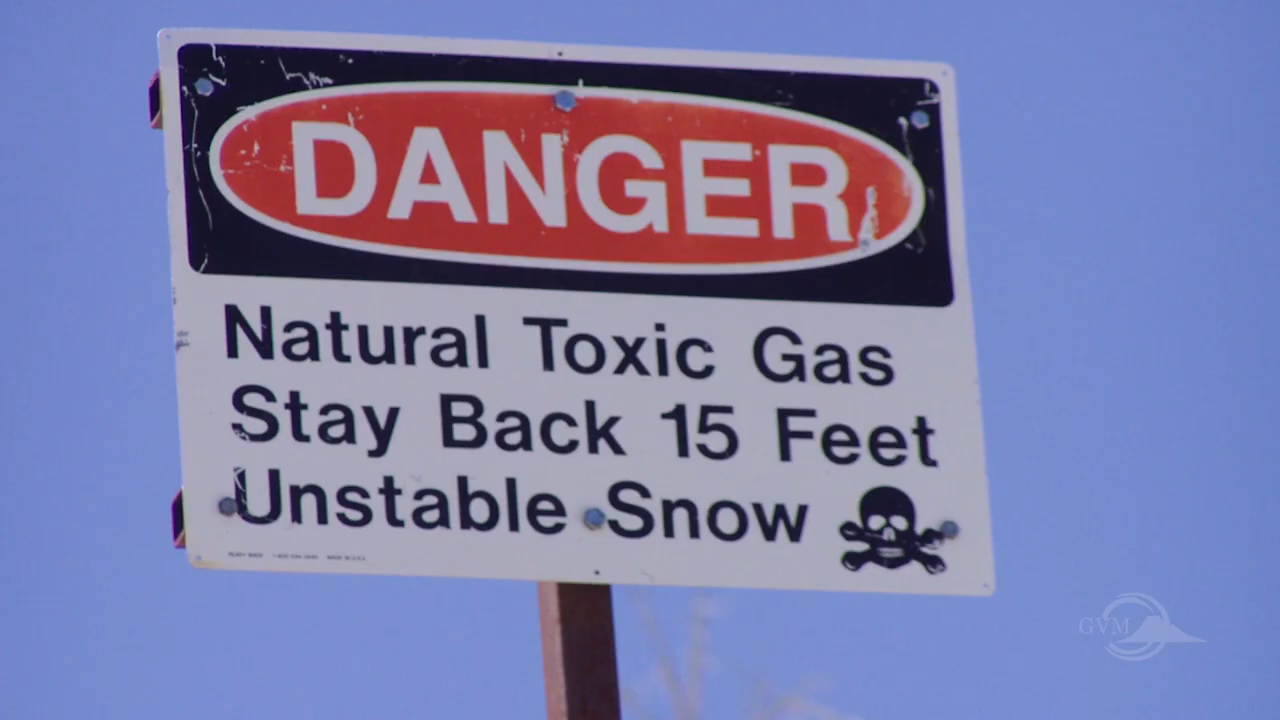 DANGER
Natural Toxic Gas
Stay Back 15 Feet
Unstable Snow
GVM